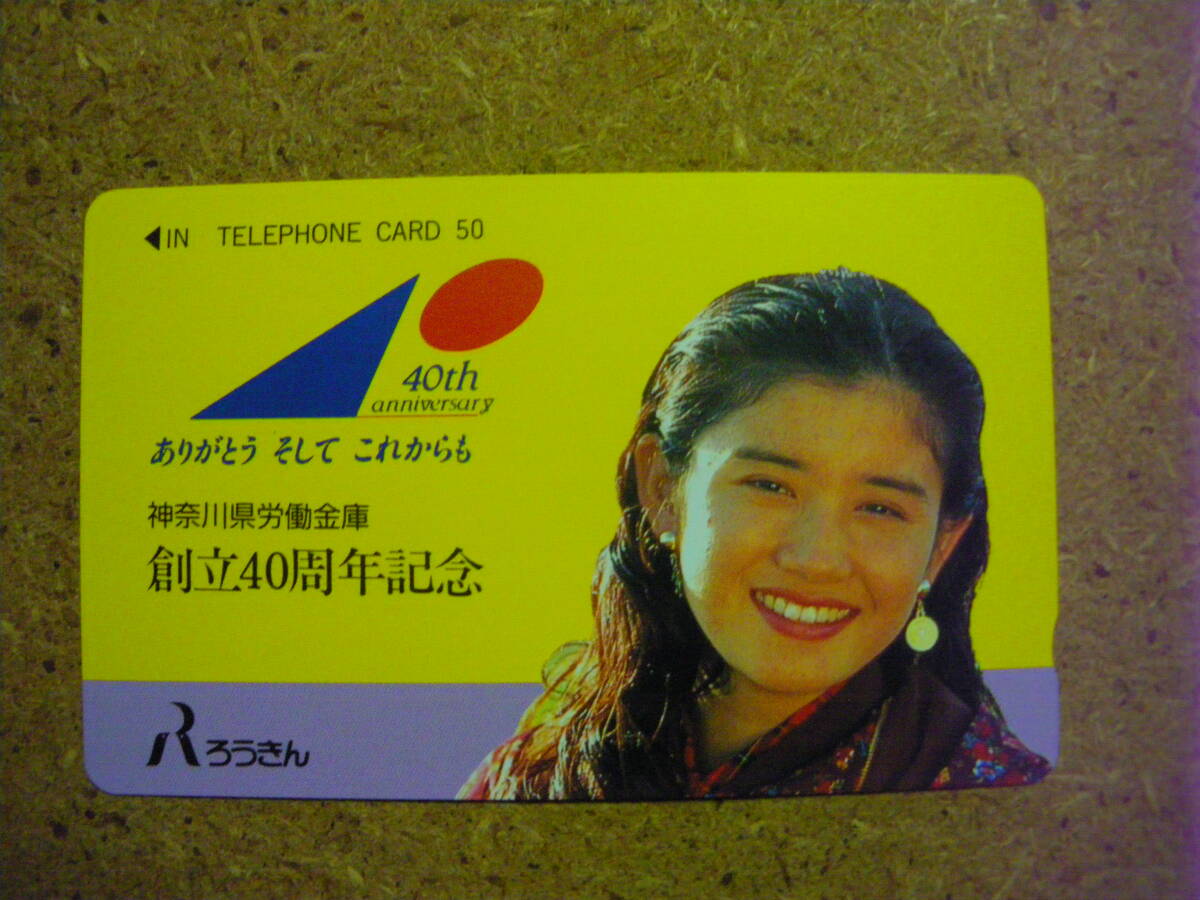 ◀IN TELEPHONE CARD 50
40th
anniversary
ありがとう そして これからも
神奈川県労働金庫
創立40周年記念
R ろうきん